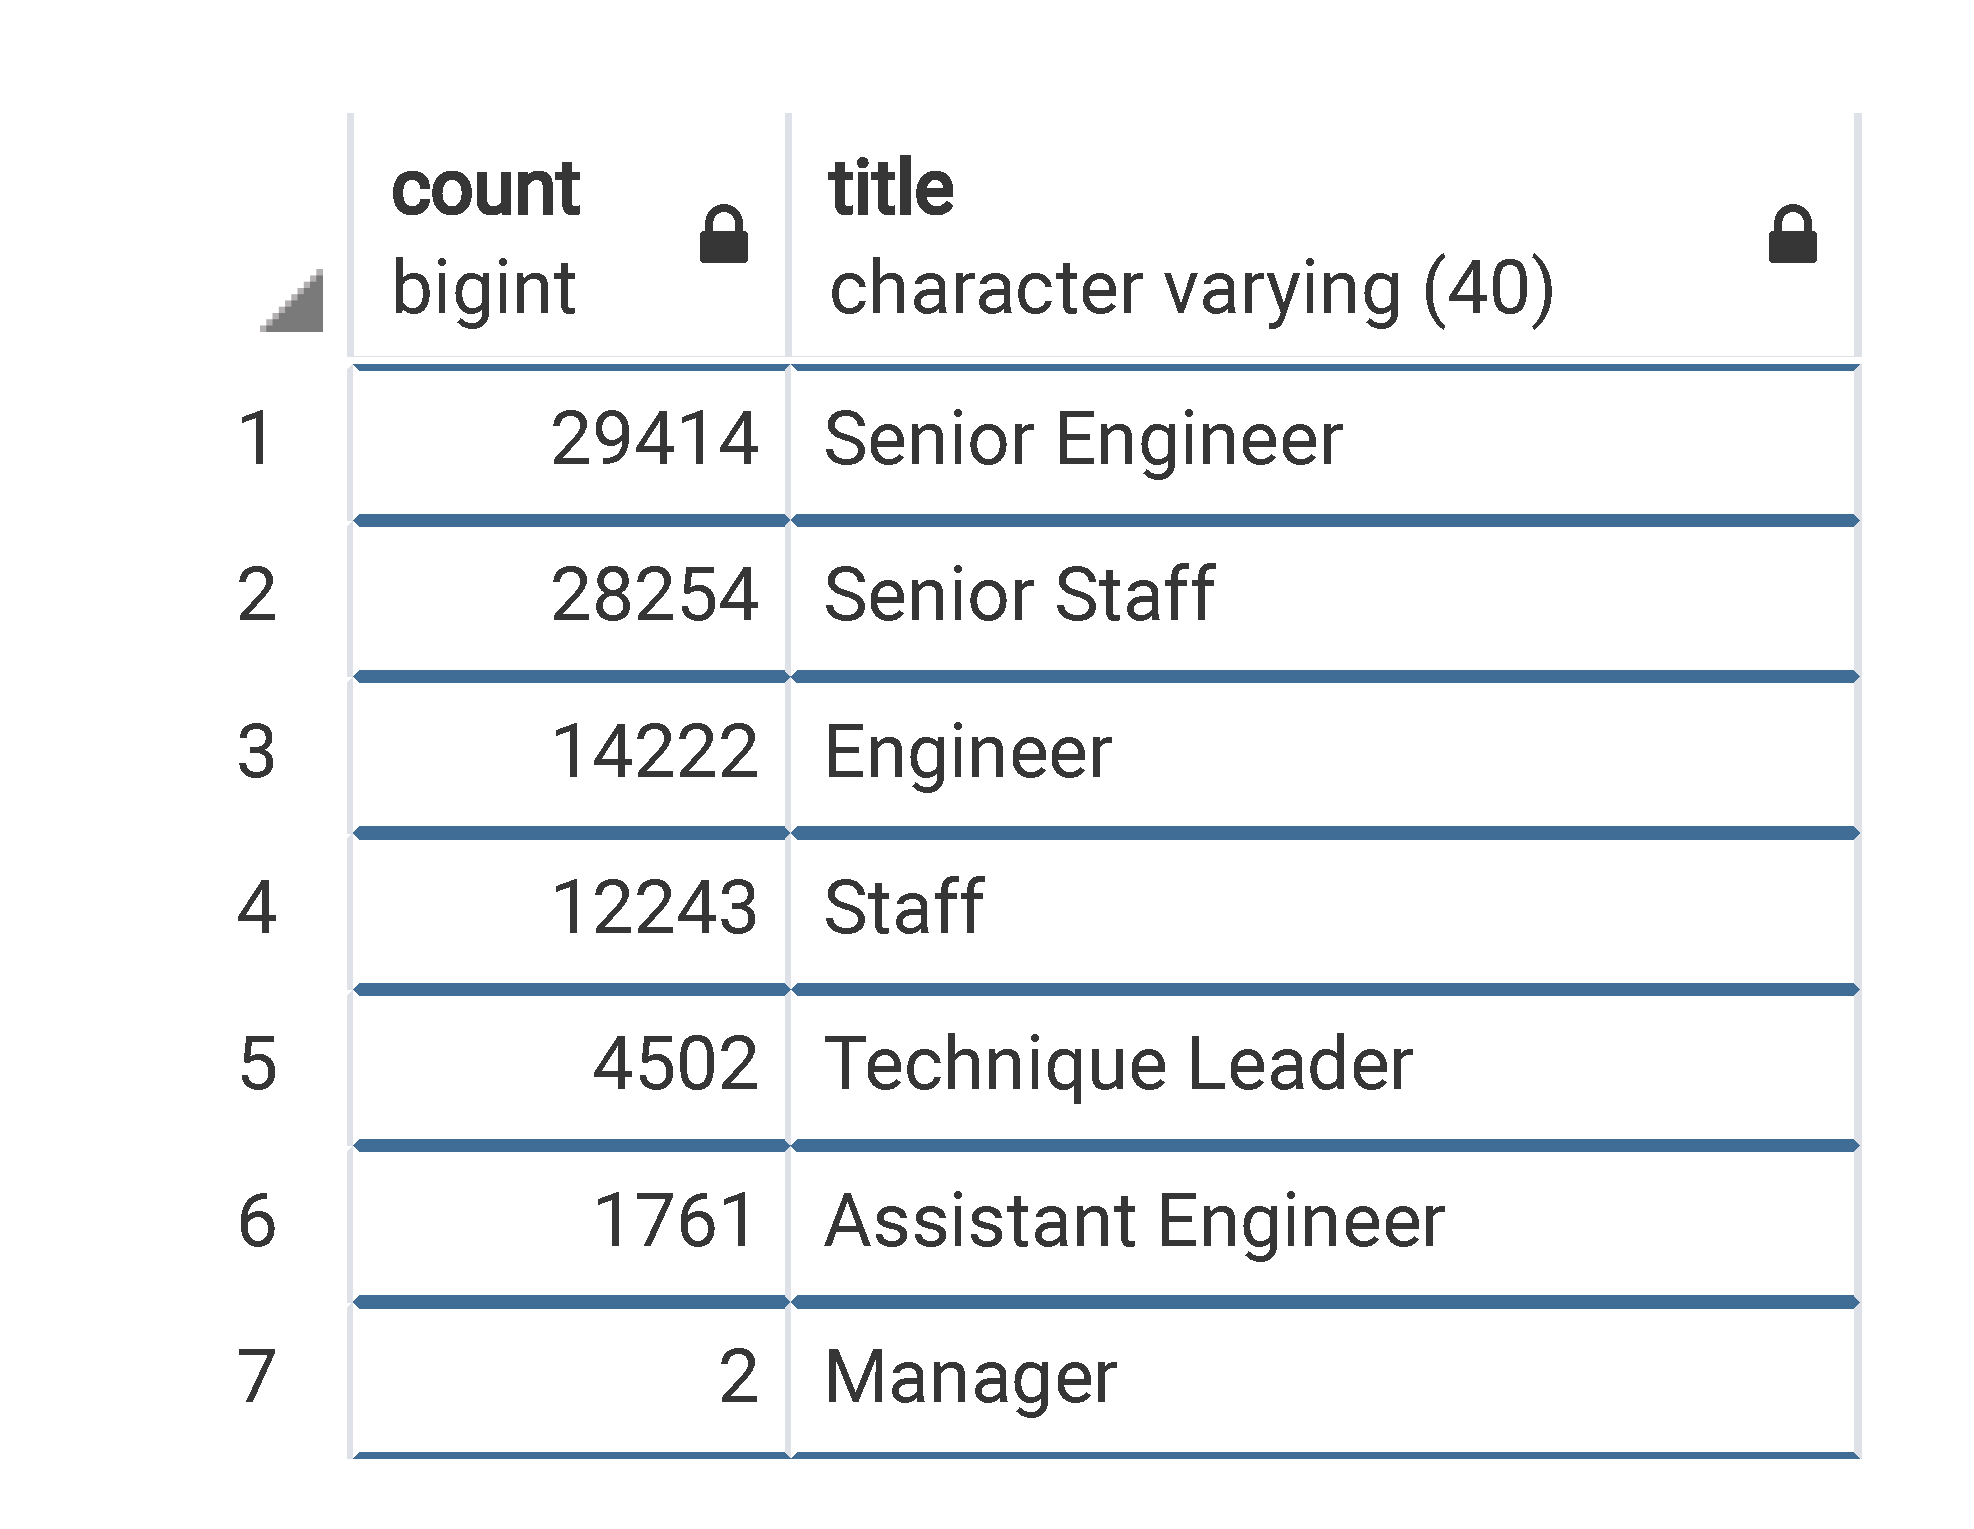 count title
bigint character varying (40)
1 29414 Senior Engineer
2 28254 Senior Staff
3 14222 Engineer
4 12243 Staff
5 4502 Technique Leader
6 1761 Assistant Engineer
7 2 Manager